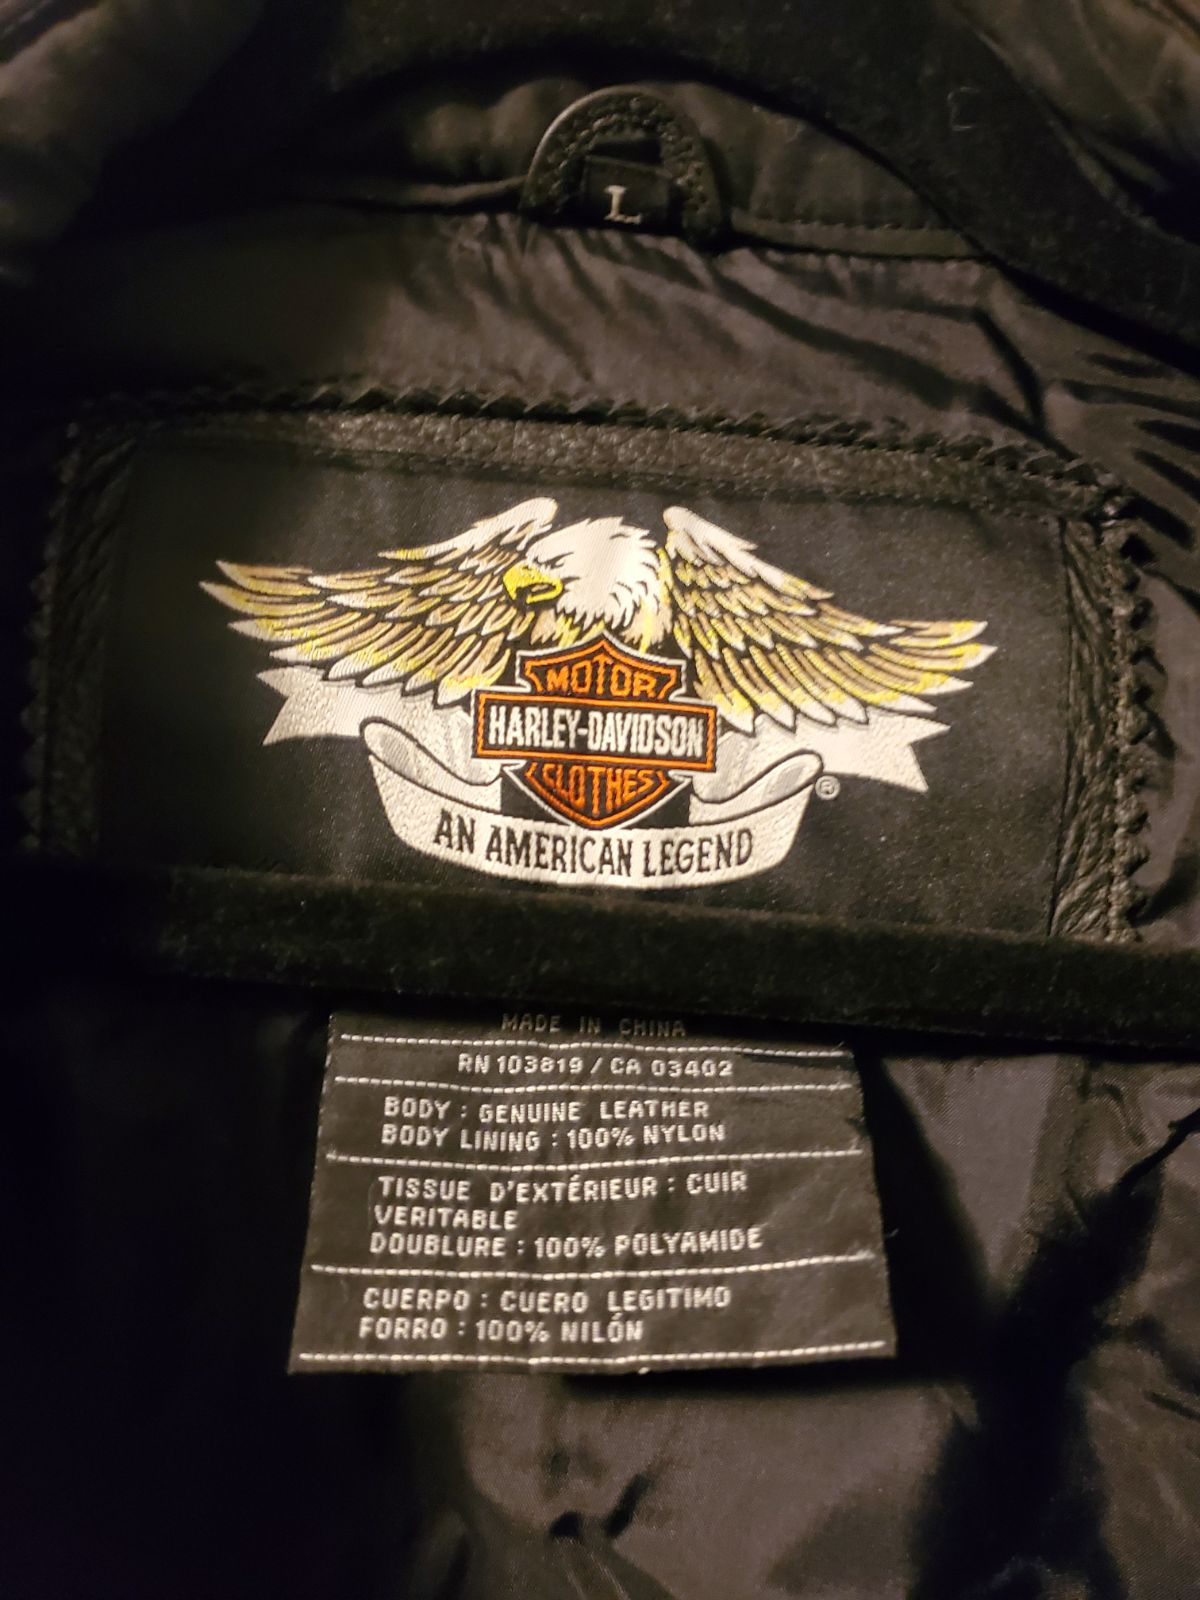 L
MOTOR
HARLEY-DAVIDSON
CLOTHES
®
AN AMERICAN LEGEND
MADE IN CHINA
RN 103819 / CA 03402
BODY : GENUINE LEATHER
BODY LINING : 100% NYLON
TISSUE D'EXTÉRIEUR : CUIR
VERITABLE
DOUBLURE : 100% POLYAMIDE
CUERPO : CUERO LEGITIMO
FORRO : 100% NILÓN